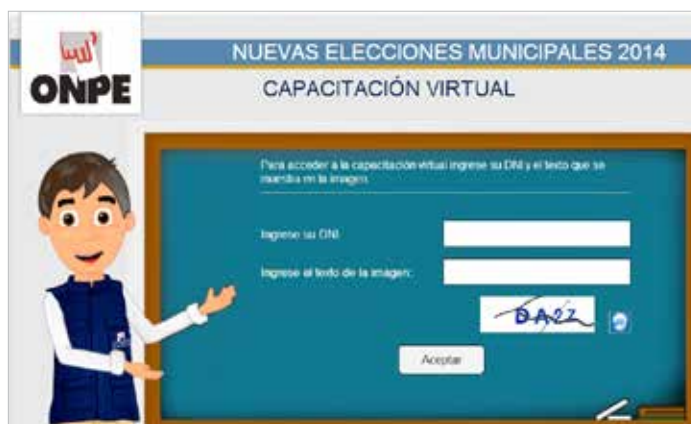 ONPE
NUEVAS ELECCIONES MUNICIPALES 2014
CAPACITACIÓN VIRTUAL
Para acceder a la capacitación virtual ingrese su DNI y el texto que se
muestra en la imagen.
Ingrese su DNI:
Ingrese el texto de la imagen:
Aceptar